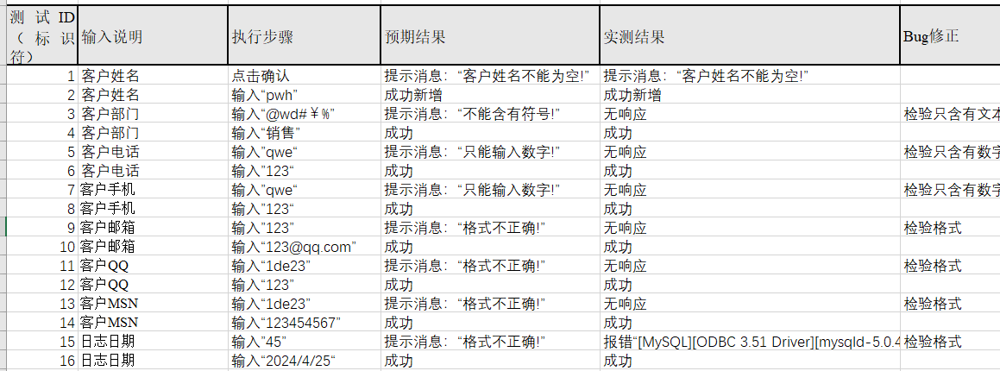 测试ID（标识符） 输入说明 执行步骤 预期结果 实测结果 Bug修正
1 客户姓名 点击确认 提示消息：“客户姓名不能为空!” 提示消息：“客户姓名不能为空!”
2 客户姓名 输入“pwh” 成功新增 成功新增
3 客户部门 输入“@wd#￥%” 提示消息：“不能含有符号!” 无响应 检验只含有文本
4 客户部门 输入“销售” 成功 成功
5 客户电话 输入”qwe“ 提示消息：“只能输入数字!” 无响应 检验只含有数字
6 客户电话 输入”123“ 成功 成功
7 客户手机 输入”qwe“ 提示消息：“只能输入数字!” 无响应 检验只含有数字
8 客户手机 输入”123“ 成功 成功
9 客户邮箱 输入“123” 提示消息：“格式不正确!” 无响应 检验格式
10 客户邮箱 输入“123@qq.com” 成功 成功
11 客户QQ 输入“1de23” 提示消息：“格式不正确!” 无响应 检验格式
12 客户QQ 输入“123” 成功 成功
13 客户MSN 输入“1de23” 提示消息：“格式不正确!” 无响应 检验格式
14 客户MSN 输入“123454567” 成功 成功
15 日志日期 输入”45” 提示消息：“格式不正确!” 报错“[MySQL][ODBC 3.51 Driver][mysqld-5.0.4 检验格式
16 日志日期 输入“2024/4/25“ 成功 成功